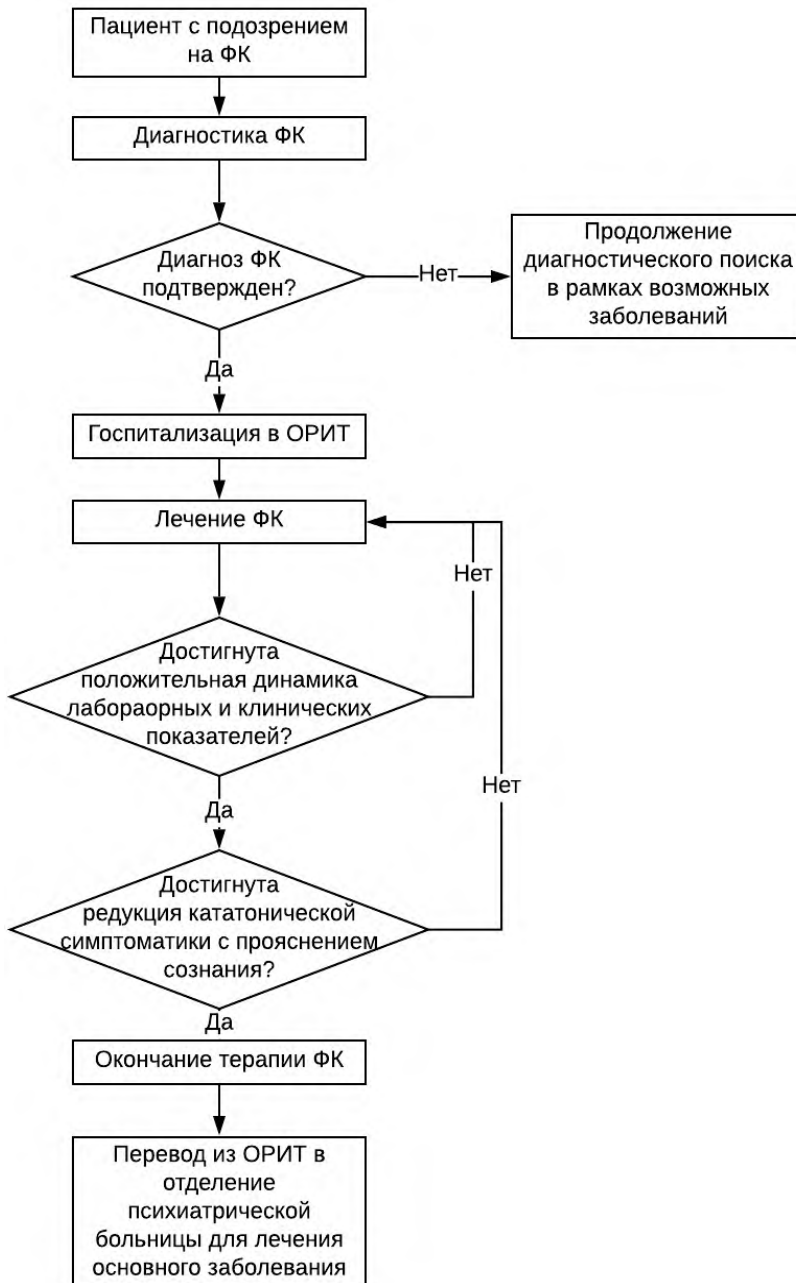 Пациент с подозрением
на ФК
Диагностика ФК
Диагноз ФК
подтвержден?
Нет
Продолжение
диагностического поиска
в рамках возможных
заболеваний
Да
Госпитализация в ОРИТ
Лечение ФК
Нет
Достигнута
положительная динамика
лабораорных и клинических
показателей?
Нет
Да
Достигнута
редукция кататонической
симптоматики с прояснением
сознания?
Да
Окончание терапии ФК
Перевод из ОРИТ в
отделение
психиатрической
больницы для лечения
основного заболевания